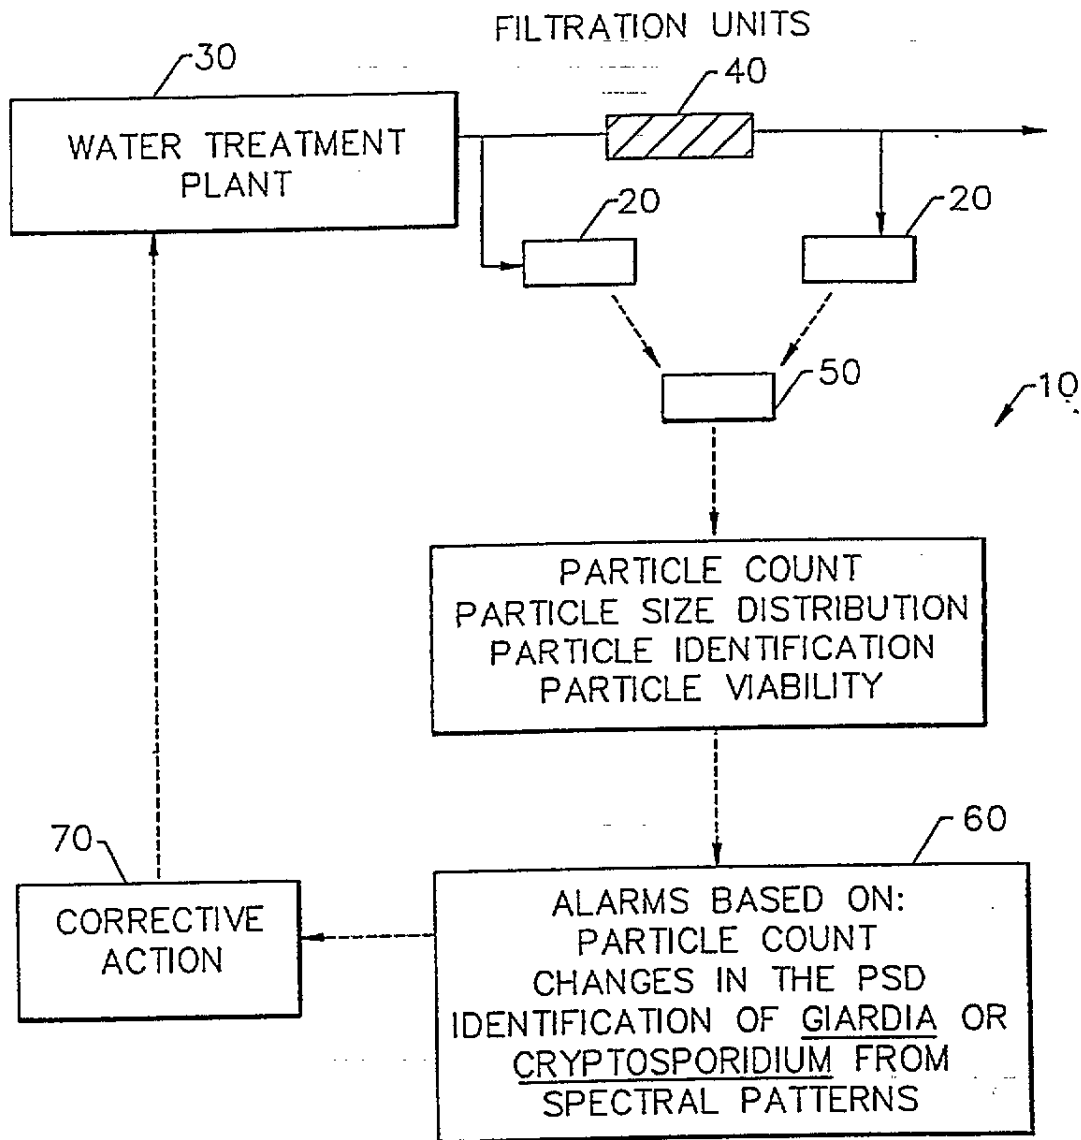 FILTRATION UNITS
30
40
WATER TREATMENT
PLANT
20
20
50
10
PARTICLE COUNT
PARTICLE SIZE DISTRIBUTION
PARTICLE IDENTIFICATION
PARTICLE VIABILITY
60
ALARMS BASED ON:
PARTICLE COUNT
CHANGES IN THE PSD
IDENTIFICATION OF GIARDIA OR
CRYPTOSPORIDIUM FROM
SPECTRAL PATTERNS
70
CORRECTIVE
ACTION